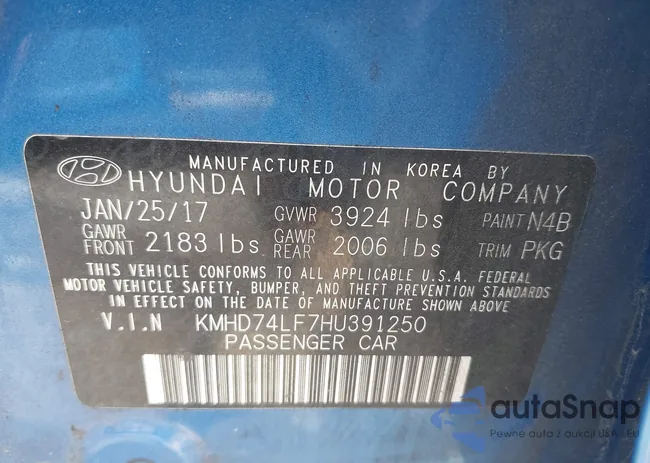 MANUFACTURED IN KOREA BY
HYUNDAI MOTOR COMPANY
JAN/25/17 GVWR 3924 lbs PAINT N4B
GAWR FRONT 2183 lbs GAWR REAR 2006 lbs TRIM PKG
THIS VEHICLE CONFORMS TO ALL APPLICABLE U.S.A. FEDERAL
MOTOR VEHICLE SAFETY, BUMPER, AND THEFT PREVENTION STANDARDS
IN EFFECT ON THE DATE OF MANUFACTURE SHOWN ABOVE
V.I.N KMHD74LF7HU391250
PASSENGER CAR
autaSnap
Pewne auta z aukcji USA i EU